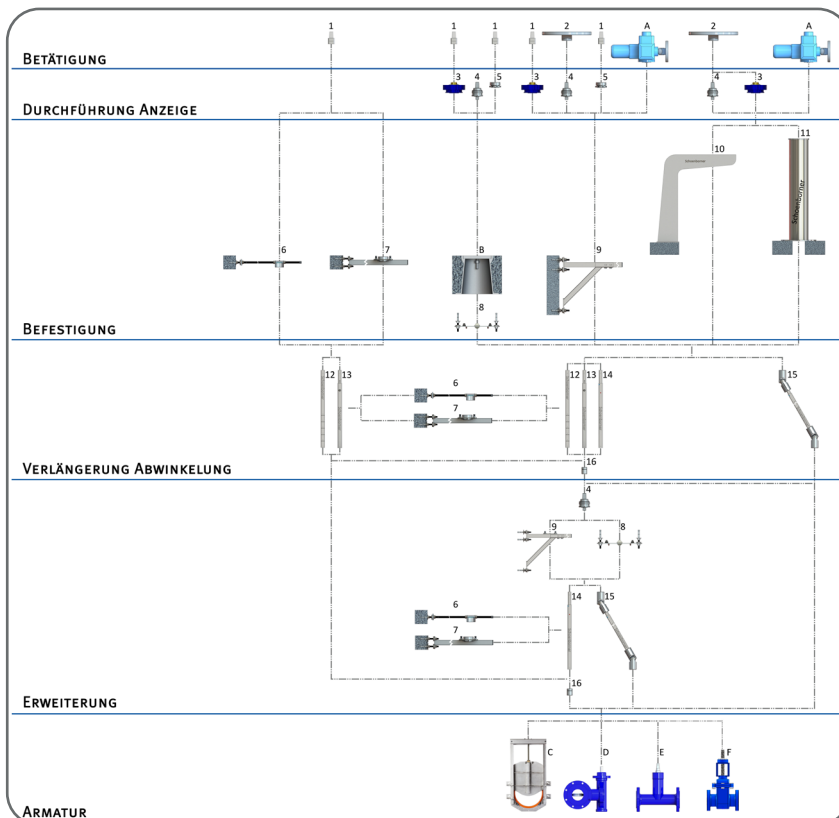 1 1 1 1 2 1 A 2 A
BETÄTIGUNG
3 4 5 3 4 5 4 3
DURCHFÜHRUNG ANZEIGE
10 11
Schoenborner
6 7 B 9
8
BEFESTIGUNG
12 13 6 12 13 14 15
7
16
VERLÄNGERUNG ABWINKELUNG
4
9 8
6 14 15
7
16
ERWEITERUNG
C D E F
ARMATUR